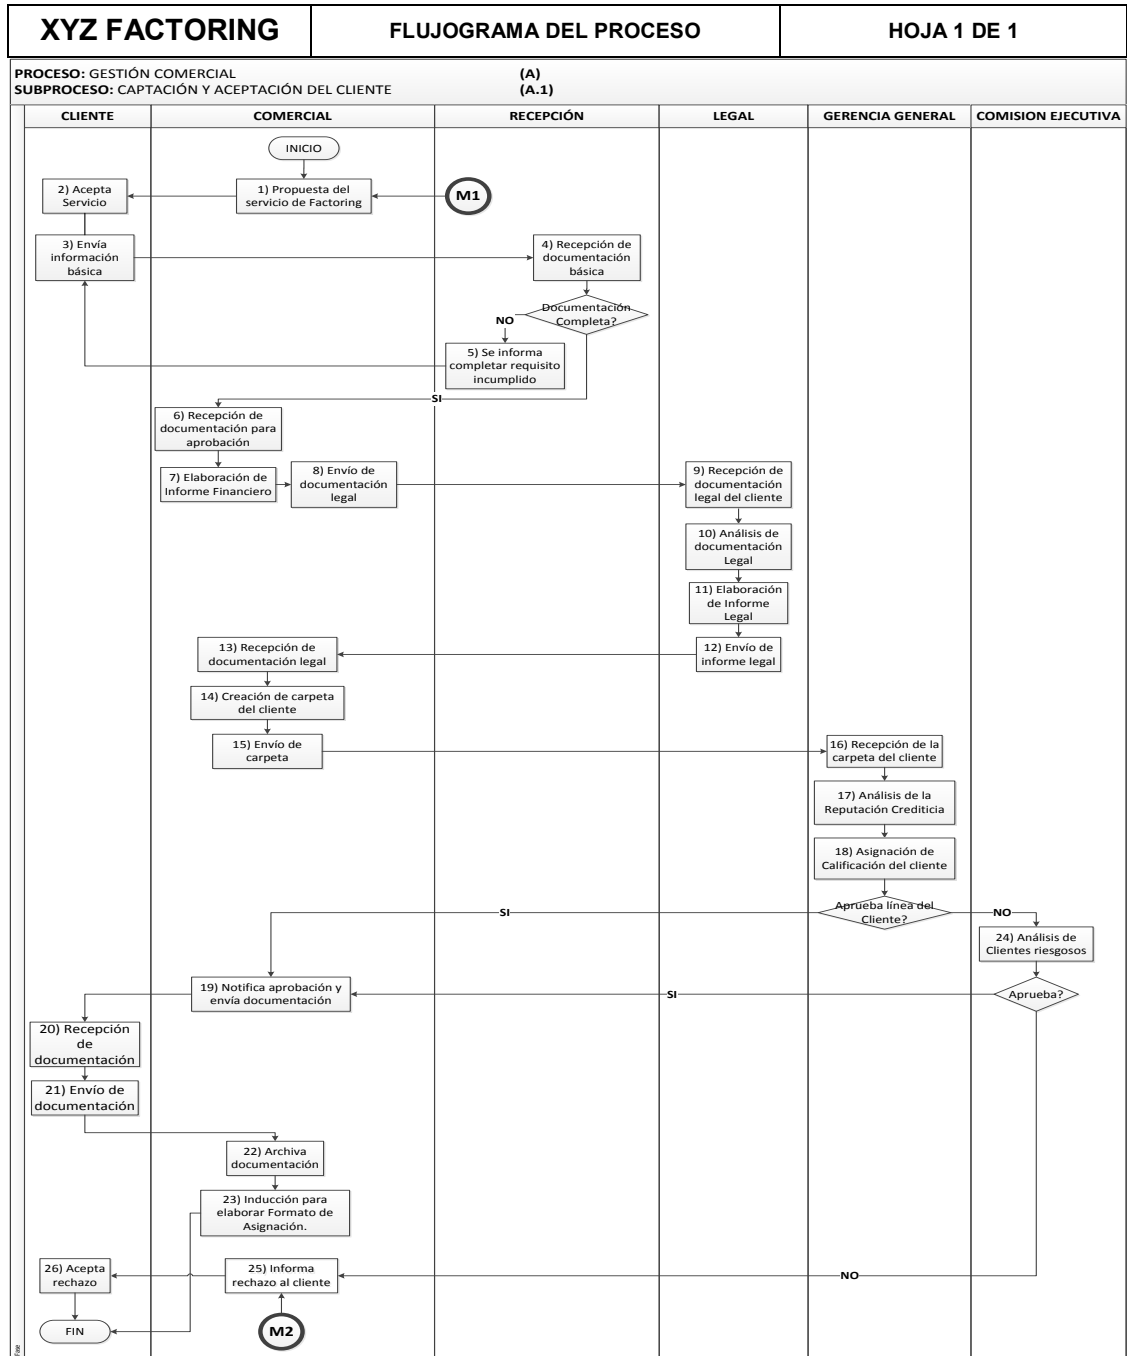 XYZ FACTORING
FLUJOGRAMA DEL PROCESO
HOJA 1 DE 1
PROCESO: GESTIÓN COMERCIAL (A)
SUBPROCESO: CAPTACIÓN Y ACEPTACIÓN DEL CLIENTE (A.1)
CLIENTE
COMERCIAL
RECEPCIÓN
LEGAL
GERENCIA GENERAL
COMISION EJECUTIVA
INICIO
2) Acepta
Servicio
1) Propuesta del
servicio de Factoring
M1
3) Envía
información
básica
4) Recepción de
documentación
básica
Documentación
Completa?
NO
5) Se informa
completar requisito
incumplido
SI
6) Recepción de
documentación para
aprobación
7) Elaboración de
Informe Financiero
8) Envío de
documentación
legal
9) Recepción de
documentación
legal del cliente
10) Análisis de
documentación
Legal
11) Elaboración
de Informe
Legal
12) Envío de
informe legal
13) Recepción de
documentación legal
14) Creación de carpeta
del cliente
15) Envío de
carpeta
16) Recepción de la
carpeta del cliente
17) Análisis de la
Reputación Crediticia
18) Asignación de
Calificación del cliente
Aprueba línea del
Cliente?
SI
NO
24) Análisis de
Clientes riesgosos
19) Notifica aprobación y
envía documentación
SI
Aprueba?
20) Recepción
de
documentación
21) Envío de
documentación
22) Archiva
documentación
23) Inducción para
elaborar Formato de
Asignación.
26) Acepta
rechazo
25) Informa
rechazo al cliente
NO
FIN
M2
Fase